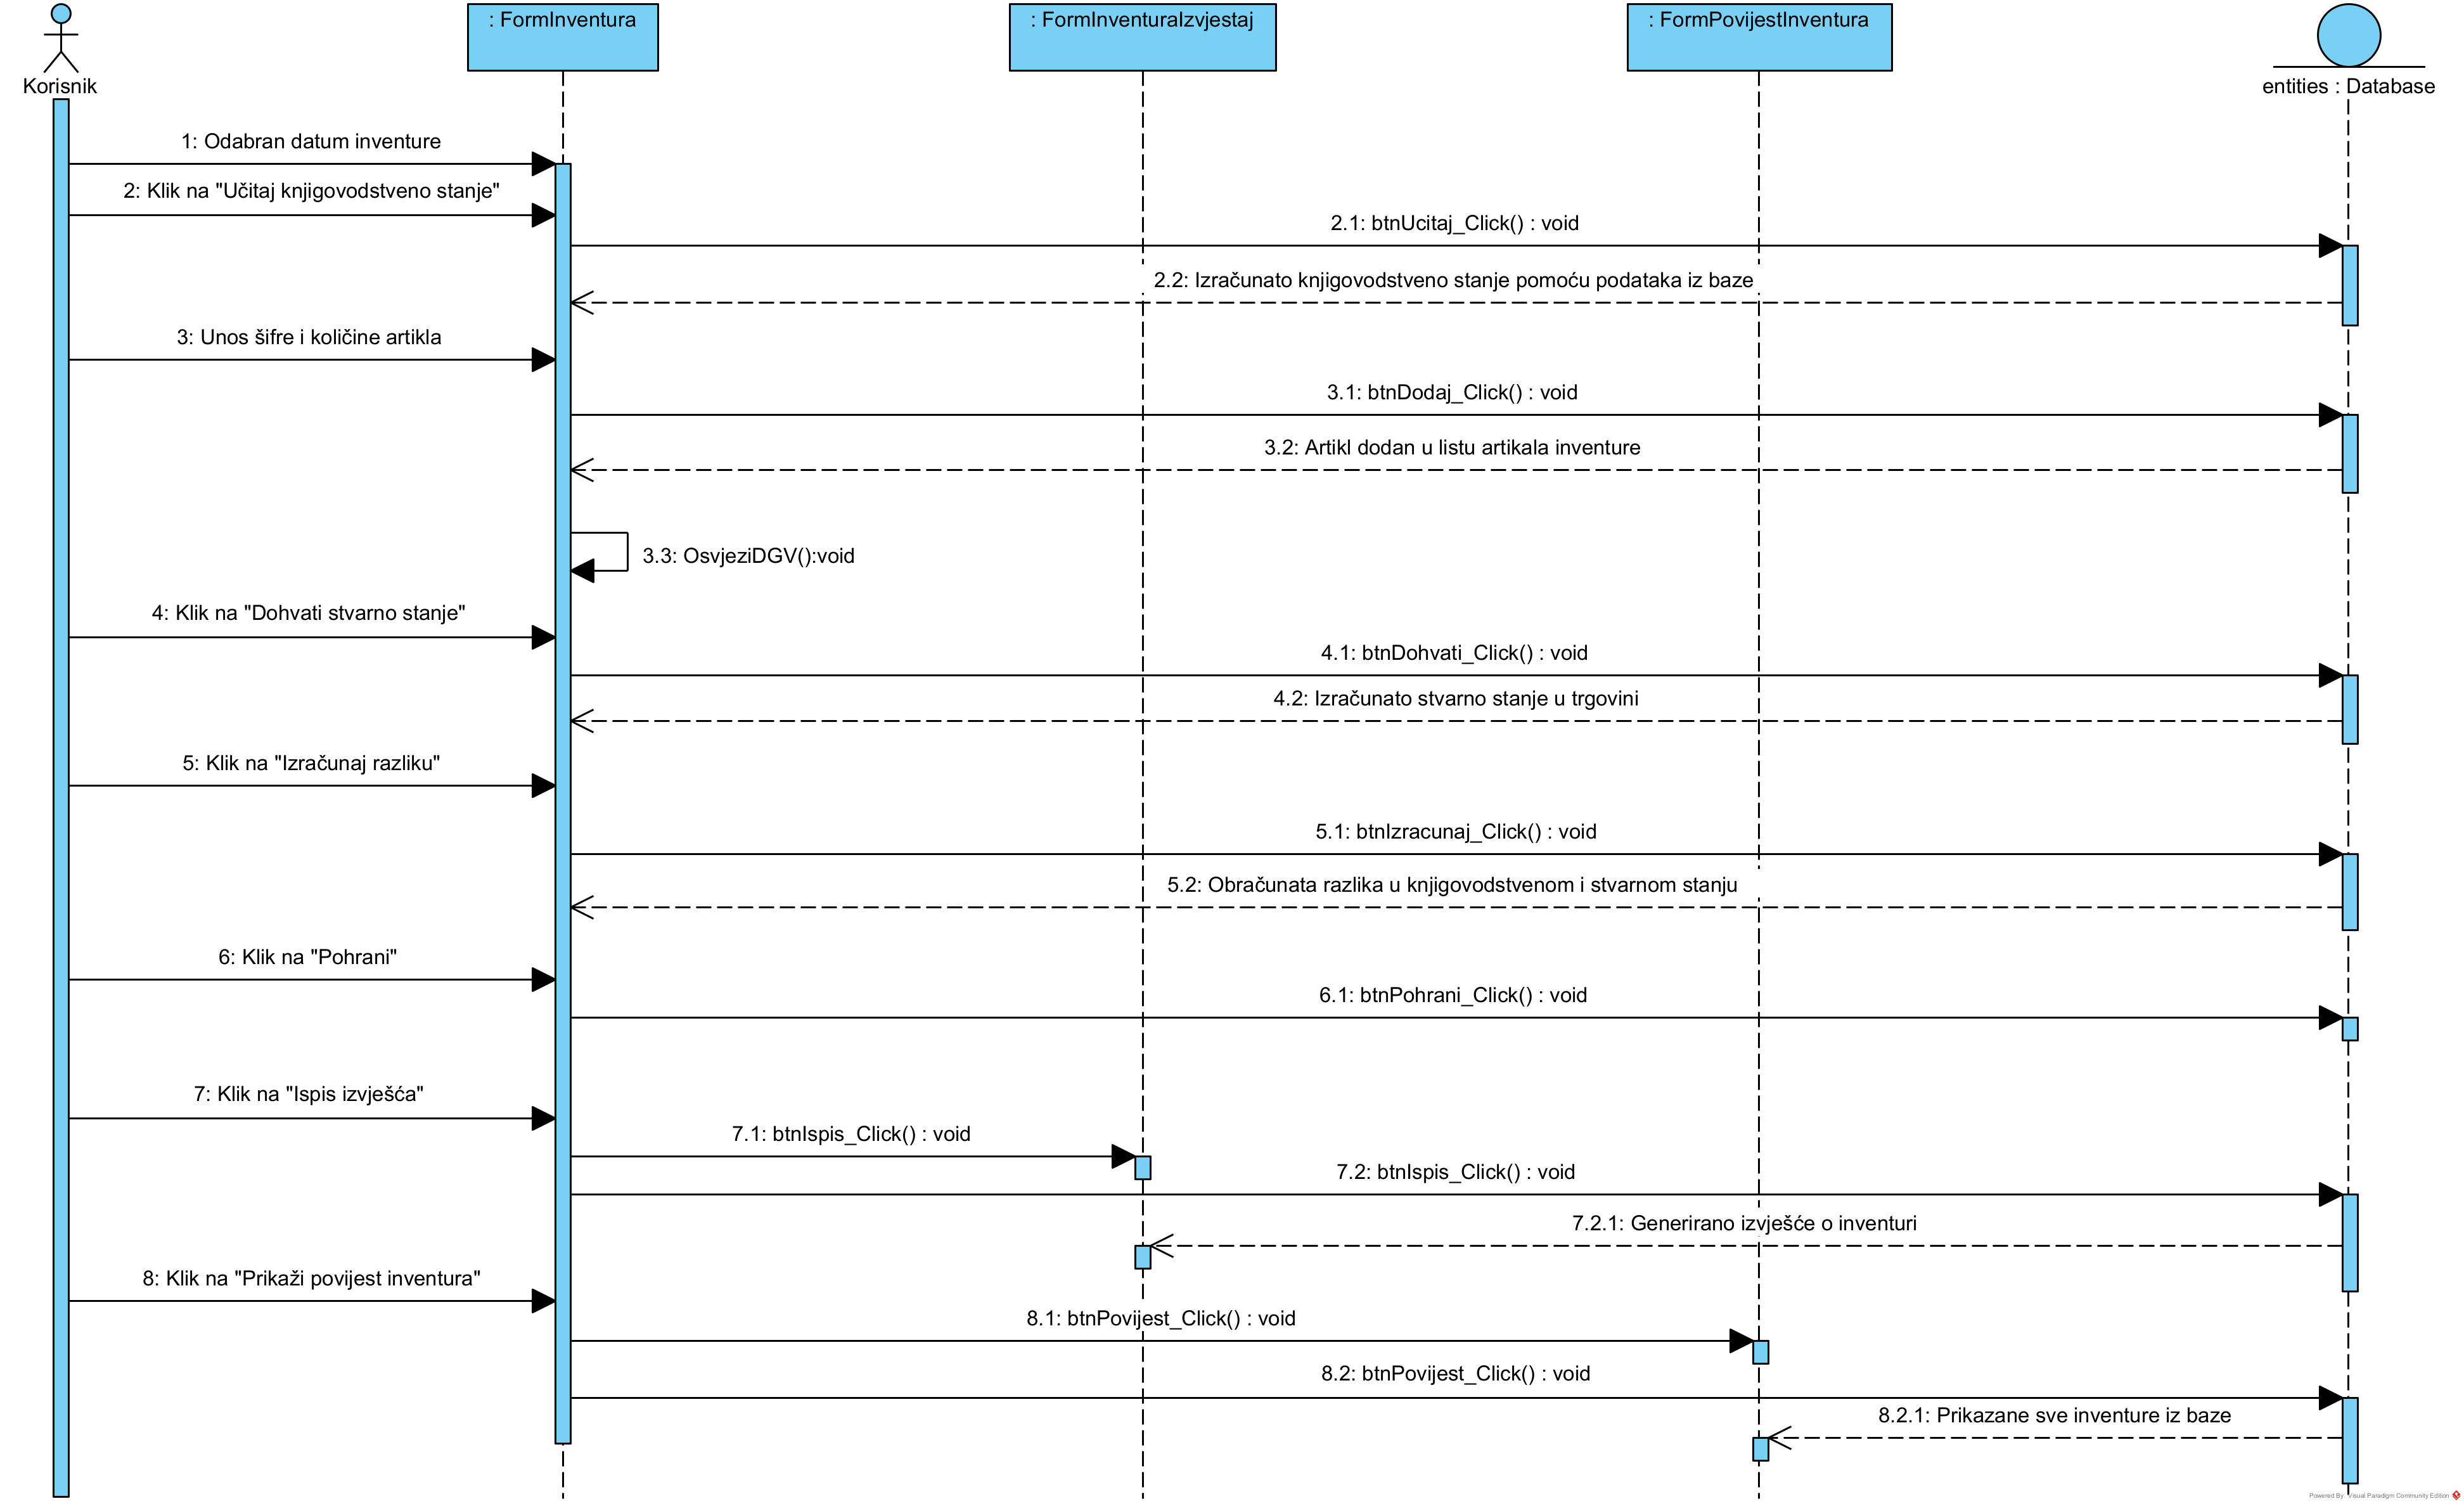 : FormInventura
: FormInventuraIzvjestaj
: FormPovijestInventura
Korisnik
entities : Database
1: Odabran datum inventure
2: Klik na "Učitaj knjigovodstveno stanje"
2.1: btnUcitaj_Click() : void
2.2: Izračunato knjigovodstveno stanje pomoću podataka iz baze
3: Unos šifre i količine artikla
3.1: btnDodaj_Click() : void
3.2: Artikl dodan u listu artikala inventure
3.3: OsvjeziDGV():void
4: Klik na "Dohvati stvarno stanje"
4.1: btnDohvati_Click() : void
4.2: Izračunato stvarno stanje u trgovini
5: Klik na "Izračunaj razliku"
5.1: btnIzracunaj_Click() : void
5.2: Obračunata razlika u knjigovodstvenom i stvarnom stanju
6: Klik na "Pohrani"
6.1: btnPohrani_Click() : void
7: Klik na "Ispis izvješća"
7.1: btnIspis_Click() : void
7.2: btnIspis_Click() : void
7.2.1: Generirano izvješće o inventuri
8: Klik na "Prikaži povijest inventura"
8.1: btnPovijest_Click() : void
8.2: btnPovijest_Click() : void
8.2.1: Prikazane sve inventure iz baze
Powered By: Visual Paradigm Community Edition